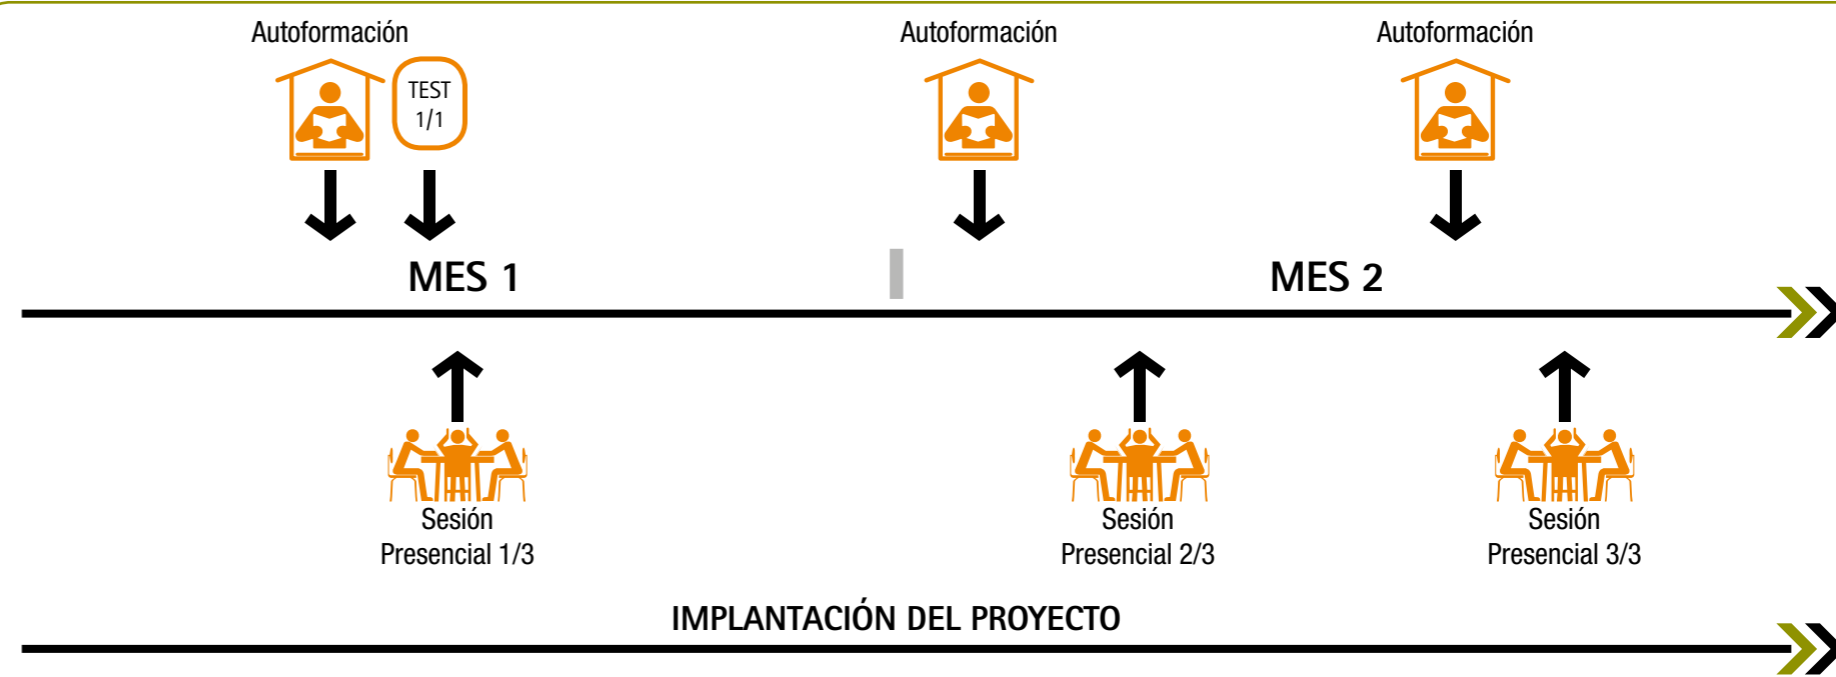 Autoformación
Autoformación
Autoformación
TEST
1/1
MES 1
MES 2
Sesión
Presencial 1/3
Sesión
Presencial 2/3
Sesión
Presencial 3/3
IMPLANTACIÓN DEL PROYECTO